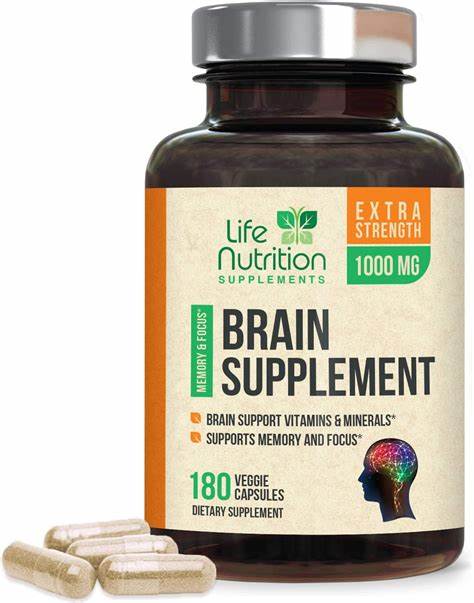 Life
Nutrition
SUPPLEMENTS
EXTRA
STRENGTH
1000 MG
MEMORY & FOCUS*
BRAIN
SUPPLEMENT
BRAIN SUPPORT VITAMINS & MINERALS*
SUPPORTS MEMORY AND FOCUS*
180 VEGGIE
CAPSULES
DIETARY SUPPLEMENT